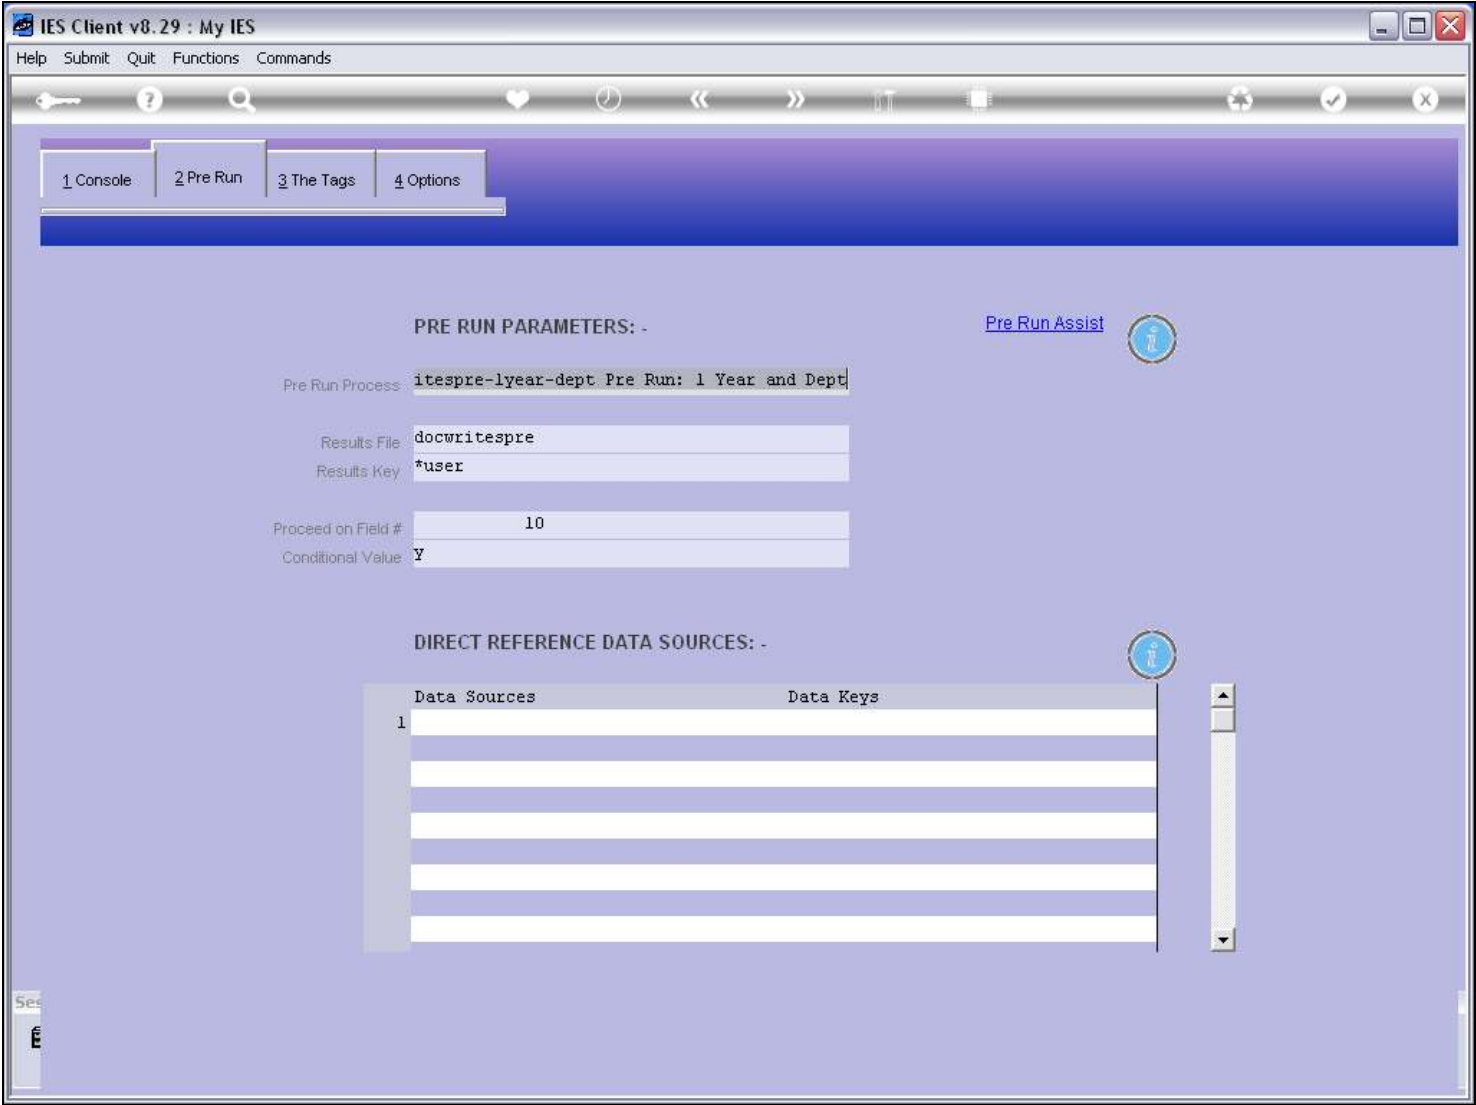 IES Client v8.29 : My IES
Help Submit Quit Functions Commands
1 Console 2 Pre Run 3 The Tags 4 Options
PRE RUN PARAMETERS: - Pre Run Assist
Pre Run Process itespre-1year-dept Pre Run: 1 Year and Dept
Results File docwritespre
Results Key *user
Proceed on Field # 10
Conditional Value Y
DIRECT REFERENCE DATA SOURCES: -
Data Sources Data Keys
1
Ses